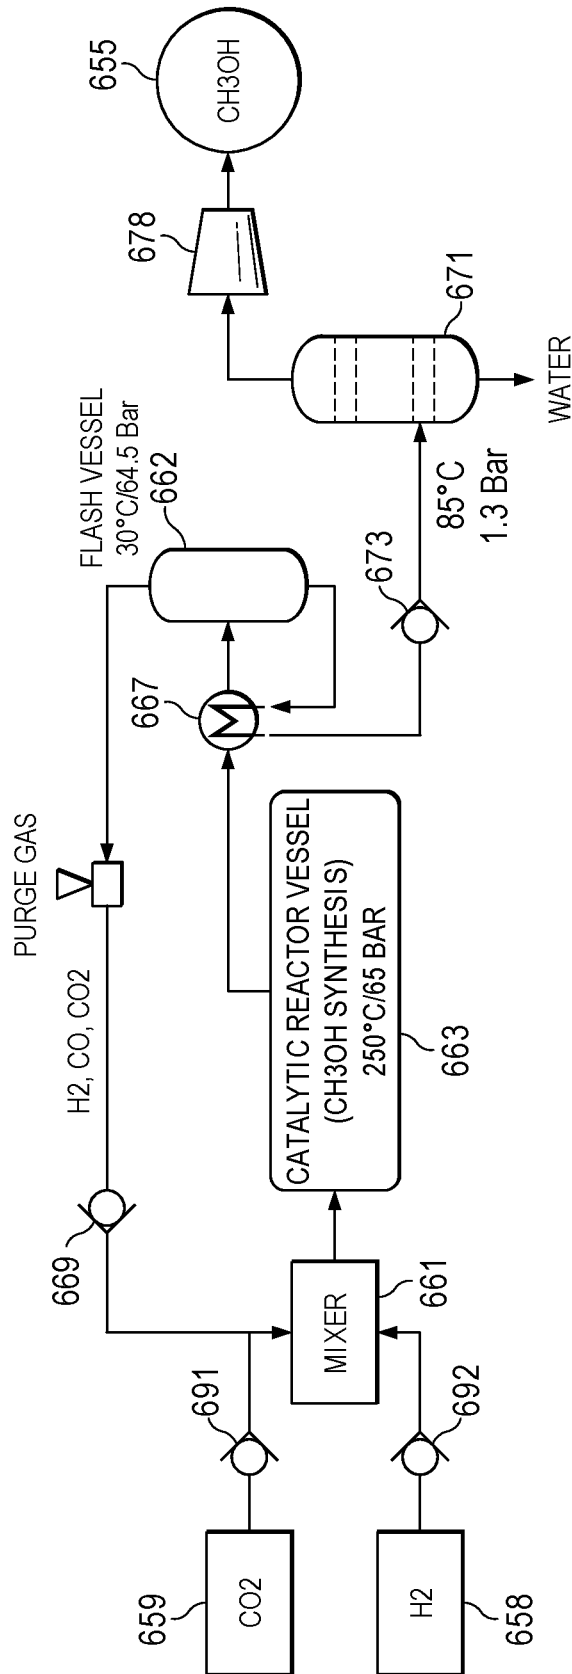 655
CH3OH
678
671
WATER
FLASH VESSEL
30°C/64.5 Bar
662
667
673
85°C
1.3 Bar
PURGE GAS
H2, CO, CO2
CATALYTIC REACTOR VESSEL
(CH3OH SYNTHESIS)
250°C/65 BAR
663
669
MIXER
661
691
692
659
CO2
H2
658